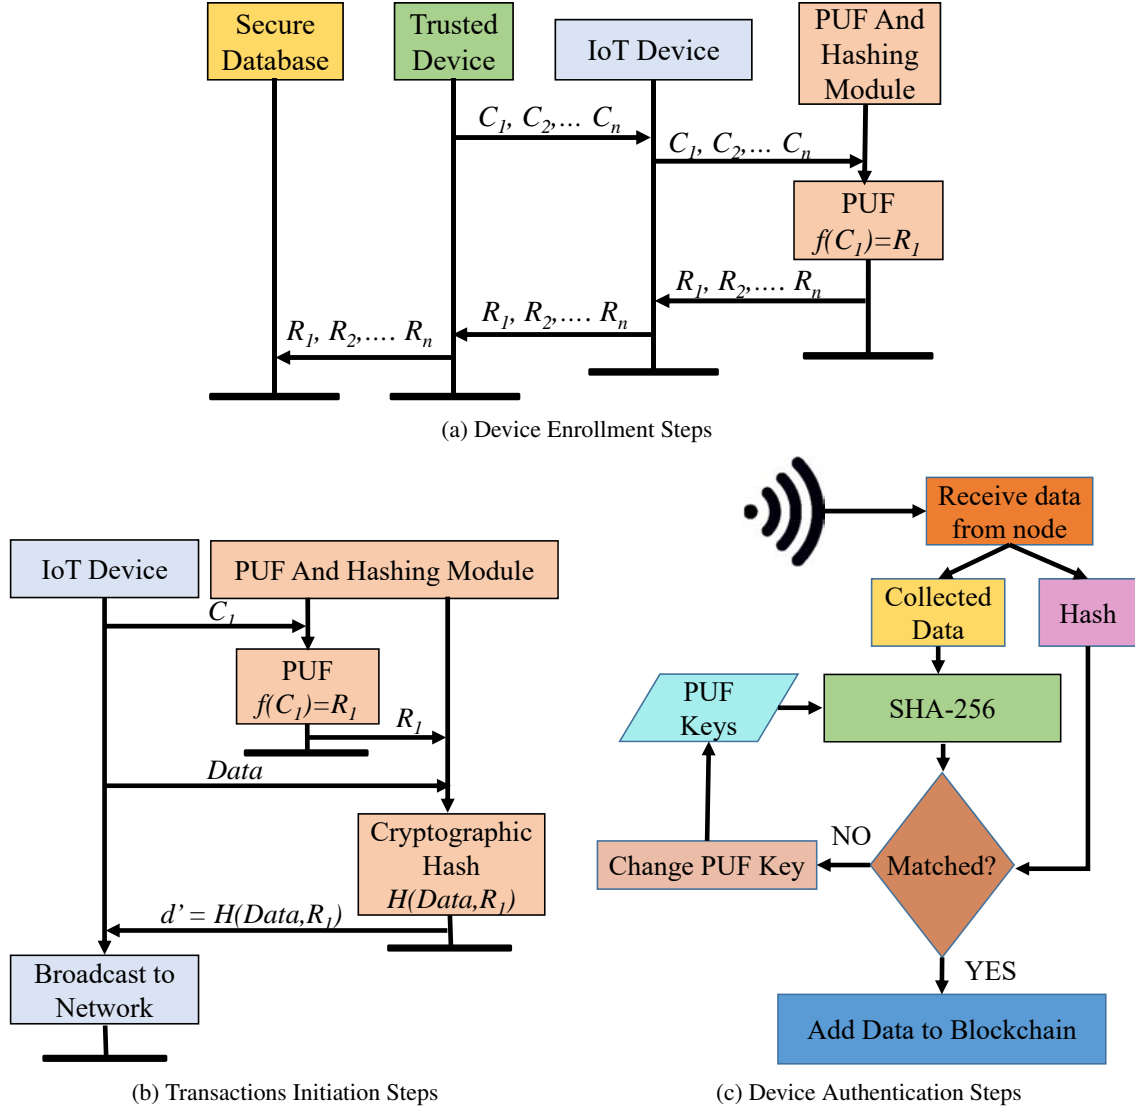 Secure
Database
Trusted
Device
IoT Device
PUF And
Hashing
Module
C1, C2,... Cn
C1, C2,... Cn
PUF
f(C1)=R1
R1, R2,.... Rn
R1, R2,.... Rn
R1, R2,.... Rn
(a) Device Enrollment Steps
IoT Device
PUF And Hashing Module
C1
PUF
f(C1)=R1
R1
Data
Cryptographic
Hash
H(Data,R1)
d' = H(Data,R1)
Broadcast to
Network
(b) Transactions Initiation Steps
Receive data
from node
Collected
Data
Hash
PUF
Keys
SHA-256
NO
Matched?
Change PUF Key
YES
Add Data to Blockchain
(c) Device Authentication Steps